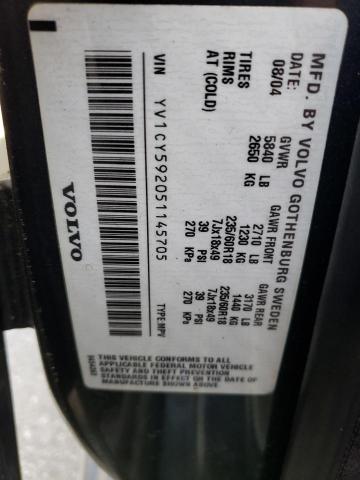 MFD. BY VOLVO GOTHENBURG SWEDEN
DATE 08/04
GVWR 5840 LB 2650 KG
GAWR FRONT 2710 LB 1230 KG
GAWR REAR 3170 LB 1440 KG
TIRES 235/60R18 235/60R18
RIMS 7Jx18x49 7Jx18x49
AT (COLD) 39 PSI 39 PSI
270 KPa 270 KPa
VIN YV1CY592051145705 TYPE:MPV
VOLVO
THIS VEHICLE CONFORMS TO ALL
APPLICABLE FEDERAL MOTOR VEHICLE
SAFETY AND THEFT PREVENTION
STANDARDS IN EFFECT ON THE DATE OF
MANUFACTURE SHOWN ABOVE.